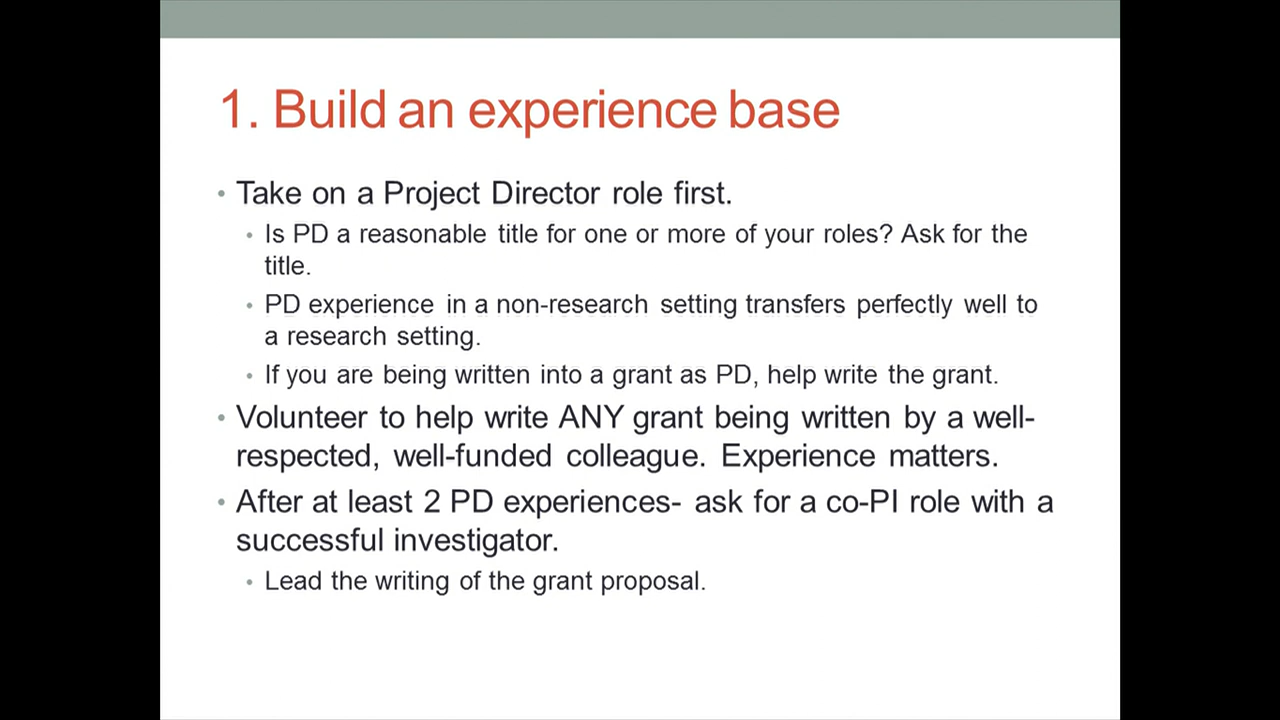 1. Build an experience base
• Take on a Project Director role first.
• Is PD a reasonable title for one or more of your roles? Ask for the
title.
• PD experience in a non-research setting transfers perfectly well to
a research setting.
• If you are being written into a grant as PD, help write the grant.
• Volunteer to help write ANY grant being written by a well-
respected, well-funded colleague. Experience matters.
• After at least 2 PD experiences- ask for a co-PI role with a
successful investigator.
• Lead the writing of the grant proposal.